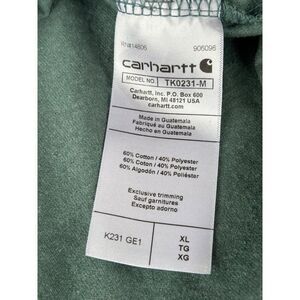 RN#14806 905096
carhartt
MODEL NO. TK0231-M
Carhartt, Inc. P.O. Box 600
Dearborn, MI 48121 USA
carhartt.com
Made in Guatemala
Fabriqué au Guatemala
Hecho en Guatemala
60% Cotton / 40% Polyester
60% Coton / 40% Polyester
60% Algodón / 40% Poliéster
Exclusive trimming
Sauf garnitures
Excepto adorno
K231 GE1
XL
TG
XG